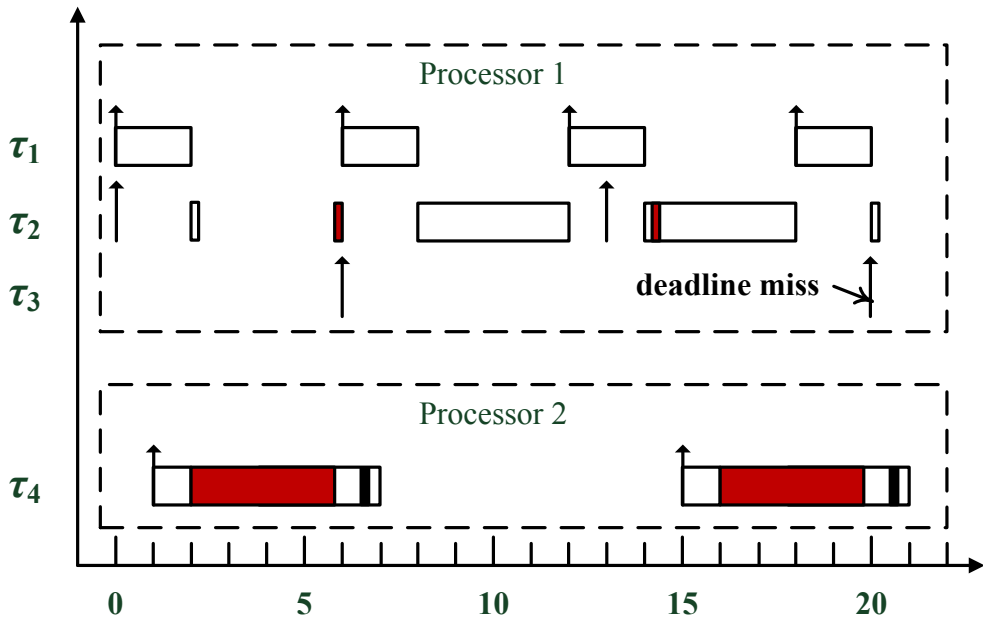 Processor 1
τ1
τ2
τ3
deadline miss
Processor 2
τ4
0 5 10 15 20